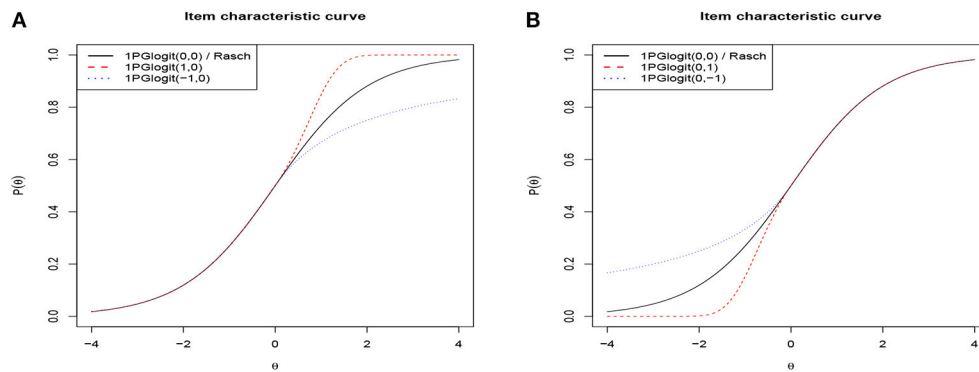 A
Item characteristic curve
1PGlogit(0,0) / Rasch
1PGlogit(1,0)
1PGlogit(−1,0)
P(θ)
0.0
0.2
0.4
0.6
0.8
1.0
−4
−2
0
2
4
θ
B
Item characteristic curve
1PGlogit(0,0) / Rasch
1PGlogit(0,1)
1PGlogit(0,−1)
P(θ)
0.0
0.2
0.4
0.6
0.8
1.0
−4
−2
0
2
4
θ